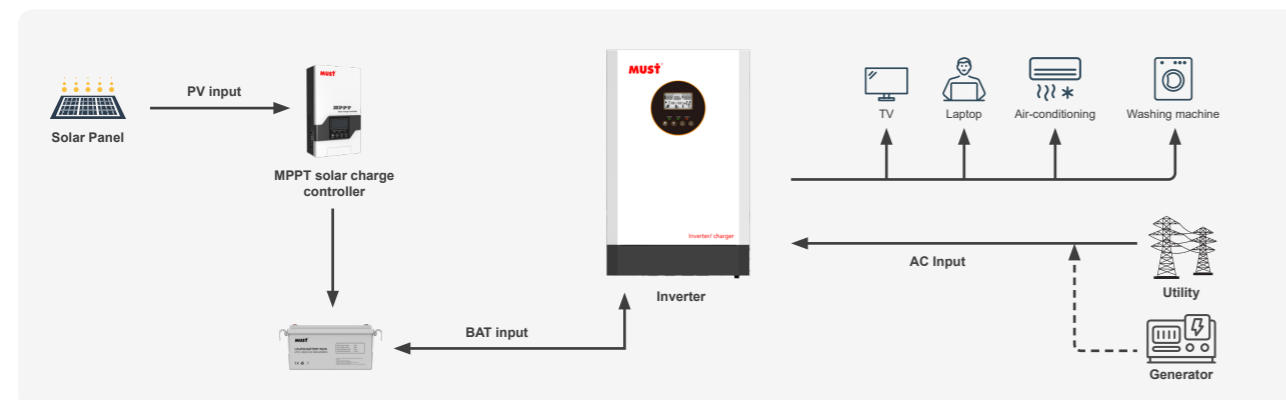 MUST
PV input
MPPT
Solar Panel
MPPT solar charge
controller
MUST
Inverter/ charger
Inverter
TV
Laptop
Air-conditioning
Washing machine
AC Input
Utility
Generator
BAT input
MUST